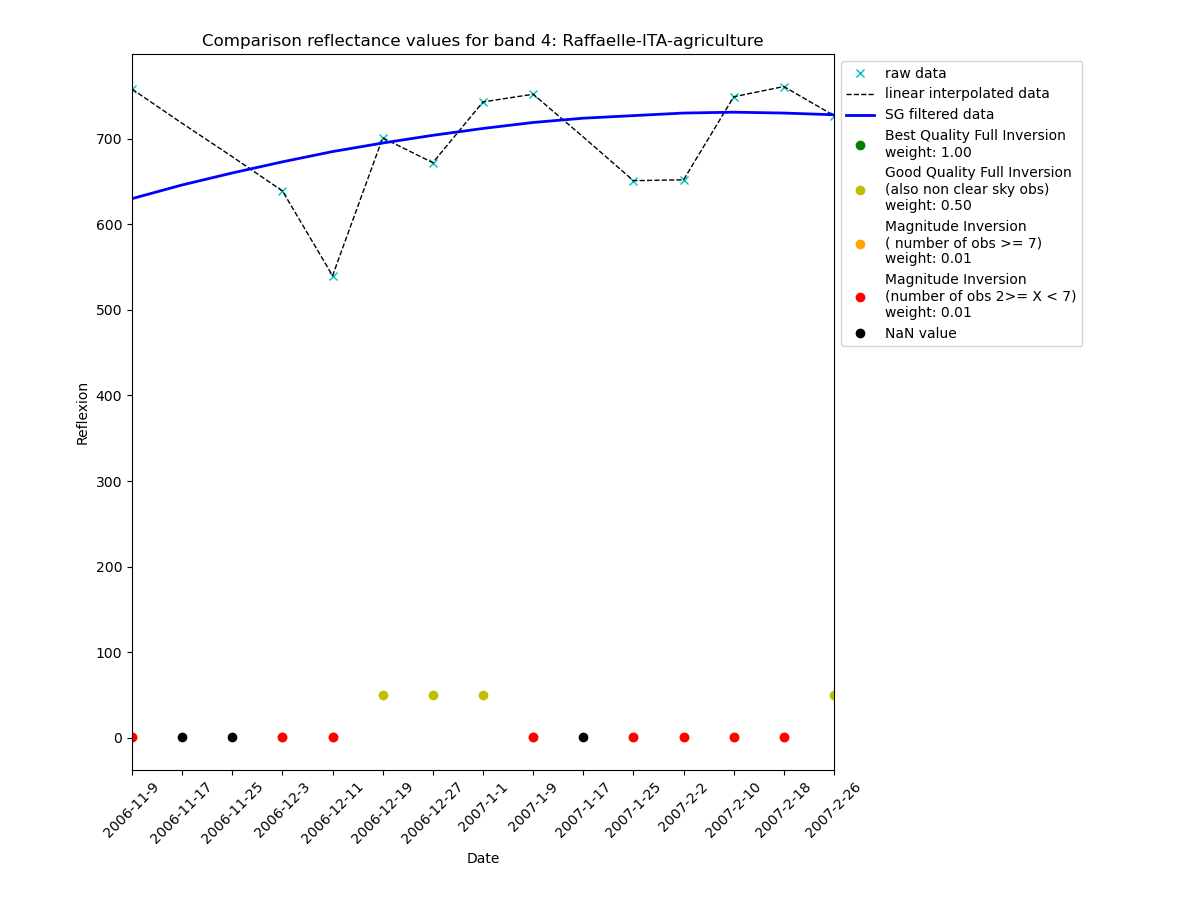 Comparison reflectance values for band 4: Raffaelle-ITA-agriculture
raw data
linear interpolated data
SG filtered data
Best Quality Full Inversion
weight: 1.00
Good Quality Full Inversion
(also non clear sky obs)
weight: 0.50
Magnitude Inversion
( number of obs >= 7)
weight: 0.01
Magnitude Inversion
(number of obs 2>= X < 7)
weight: 0.01
NaN value
Reflexion
700
600
500
400
300
200
100
0
2006-11-9
2006-11-17
2006-11-25
2006-12-3
2006-12-11
2006-12-19
2006-12-27
2007-1-1
2007-1-9
2007-1-17
2007-1-25
2007-2-2
2007-2-10
2007-2-18
2007-2-26
Date